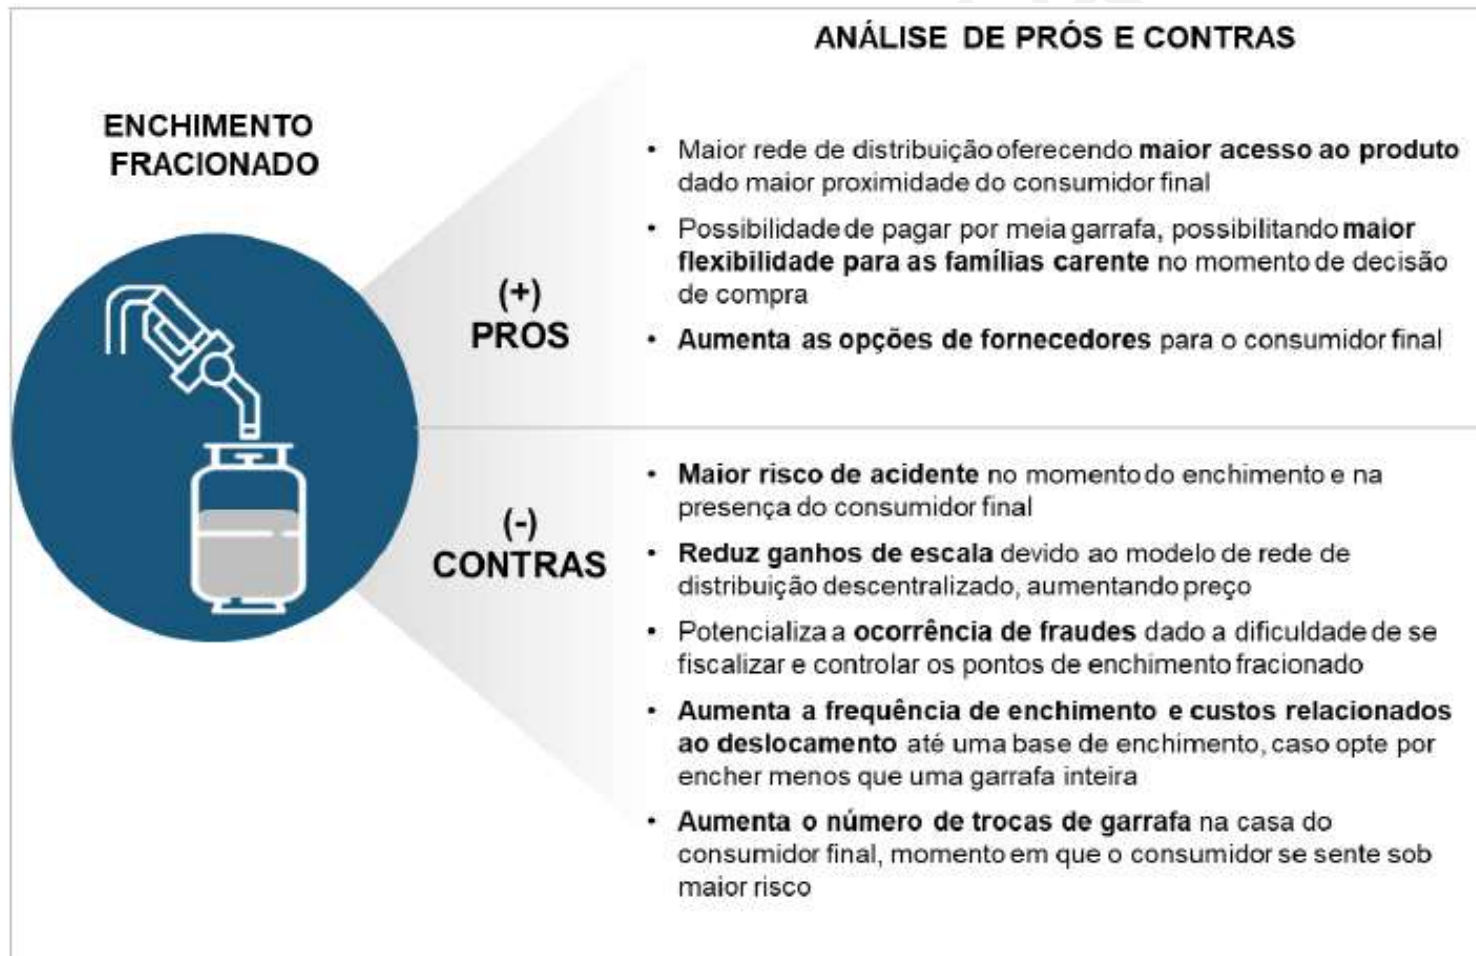 ANÁLISE DE PRÓS E CONTRAS
ENCHIMENTO
FRACIONADO
(+)
PROS
• Maior rede de distribuição oferecendo maior acesso ao produto
dado maior proximidade do consumidor final
• Possibilidade de pagar por meia garrafa, possibilitando maior
flexibilidade para as famílias carente no momento de decisão
de compra
• Aumenta as opções de fornecedores para o consumidor final
(-)
CONTRAS
• Maior risco de acidente no momento do enchimento e na
presença do consumidor final
• Reduz ganhos de escala devido ao modelo de rede de
distribuição descentralizado, aumentando preço
• Potencializa a ocorrência de fraudes dado a dificuldade de se
fiscalizar e controlar os pontos de enchimento fracionado
• Aumenta a frequência de enchimento e custos relacionados
ao deslocamento até uma base de enchimento, caso opte por
encher menos que uma garrafa inteira
• Aumenta o número de trocas de garrafa na casa do
consumidor final, momento em que o consumidor se sente sob
maior risco